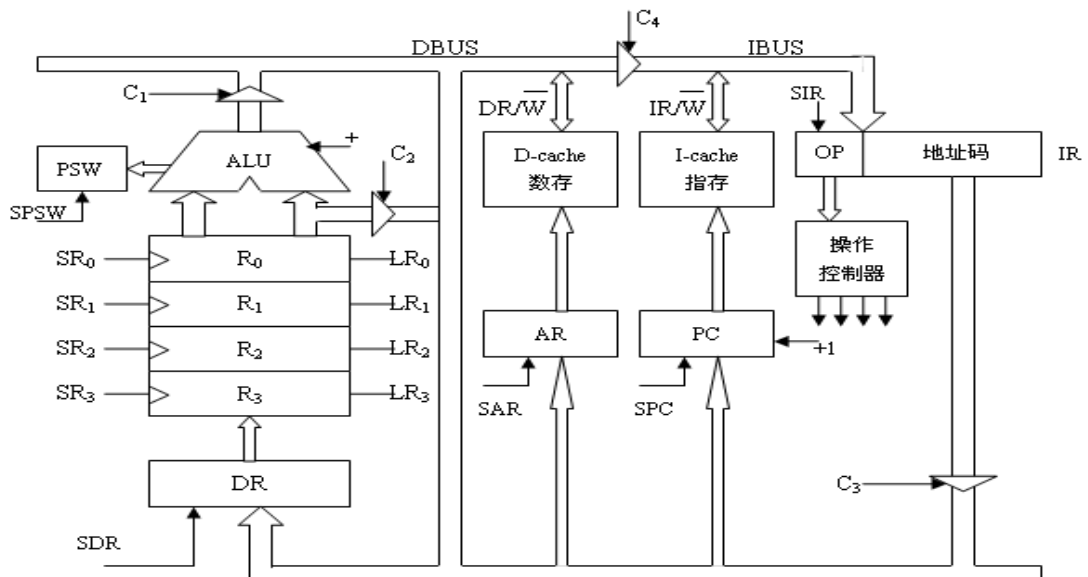 C₄
DBUS
IBUS
C₁
DR/W̅
IR/W̅
SIR
+
ALU
C₂
PSW
D-cache
数存
I-cache
指存
OP
地址码
IR
SPSW
操作
控制器
SR₀
R₀
LR₀
SR₁
R₁
LR₁
SR₂
R₂
LR₂
AR
PC
+1
SR₃
R₃
LR₃
SAR
SPC
DR
C₃
SDR